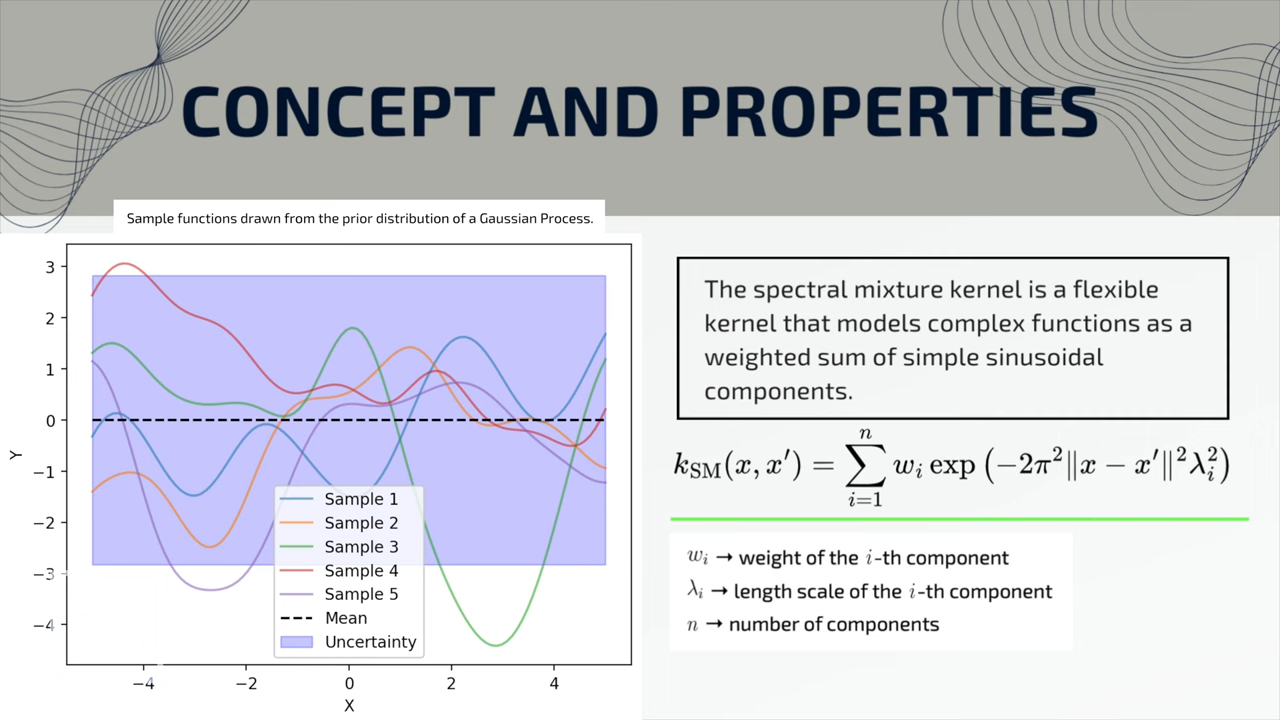 CONCEPT AND PROPERTIES
Sample functions drawn from the prior distribution of a Gaussian Process.
3
2
1
0
−1
−2
−3
−4
Y
−4
−2
0
2
4
X
Sample 1
Sample 2
Sample 3
Sample 4
Sample 5
Mean
Uncertainty
The spectral mixture kernel is a flexible
kernel that models complex functions as a
weighted sum of simple sinusoidal
components.
k_SM(x, x′) = ∑_{i=1}^{n} w_i exp (−2π²‖x − x′‖²λ_i²)
w_i → weight of the i-th component
λ_i → length scale of the i-th component
n → number of components